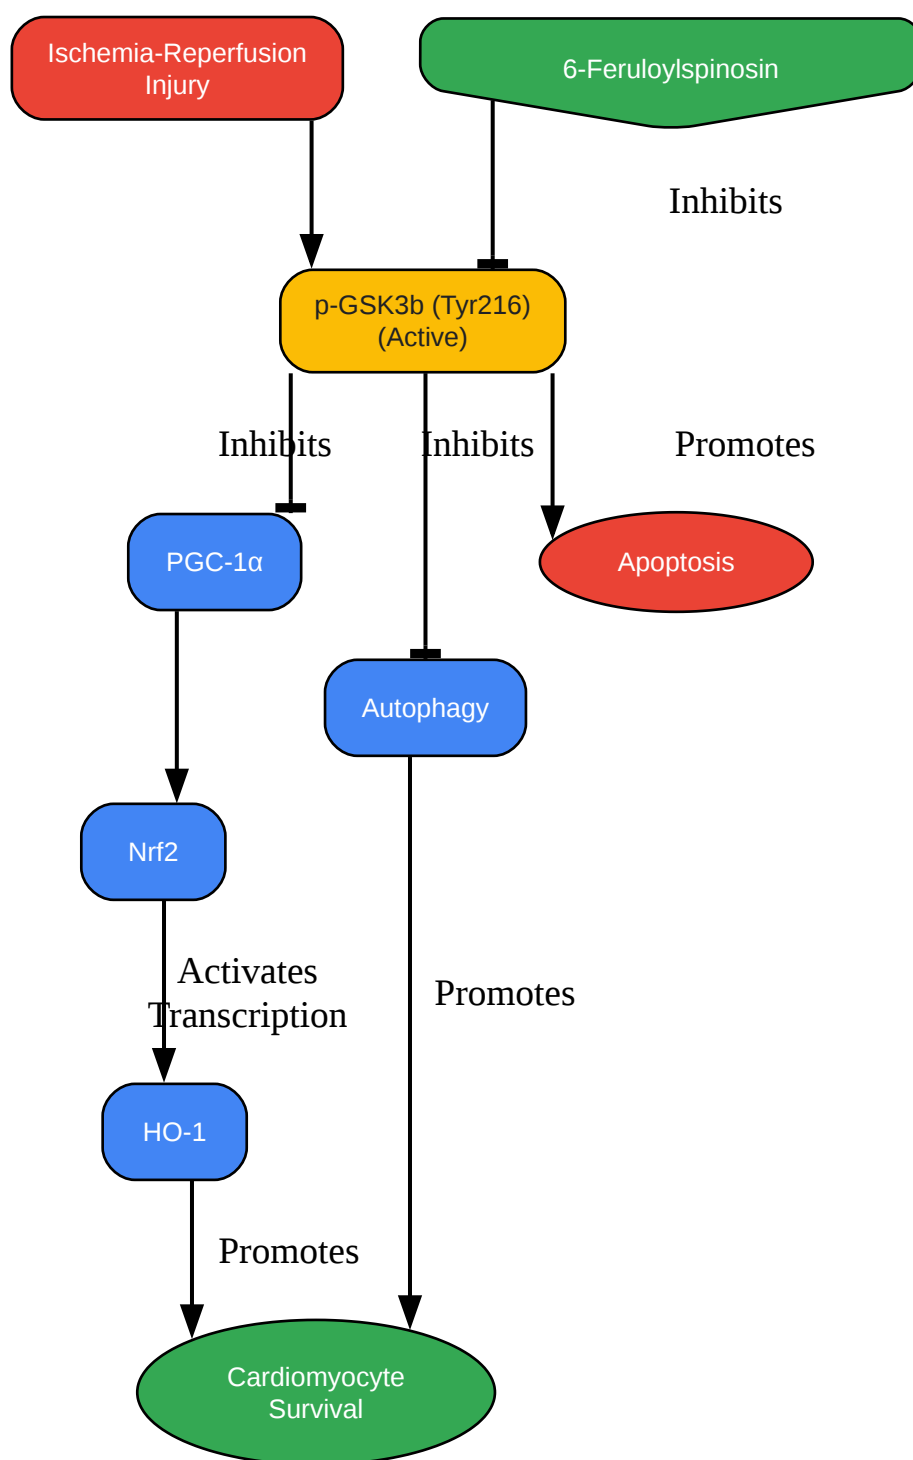 Ischemia-Reperfusion
Injury
6-Feruloylspinosin
Inhibits
p-GSK3b (Tyr216)
(Active)
Inhibits
Inhibits
Promotes
PGC-1α
Apoptosis
Autophagy
Nrf2
Activates
Transcription
Promotes
HO-1
Promotes
Cardiomyocyte
Survival